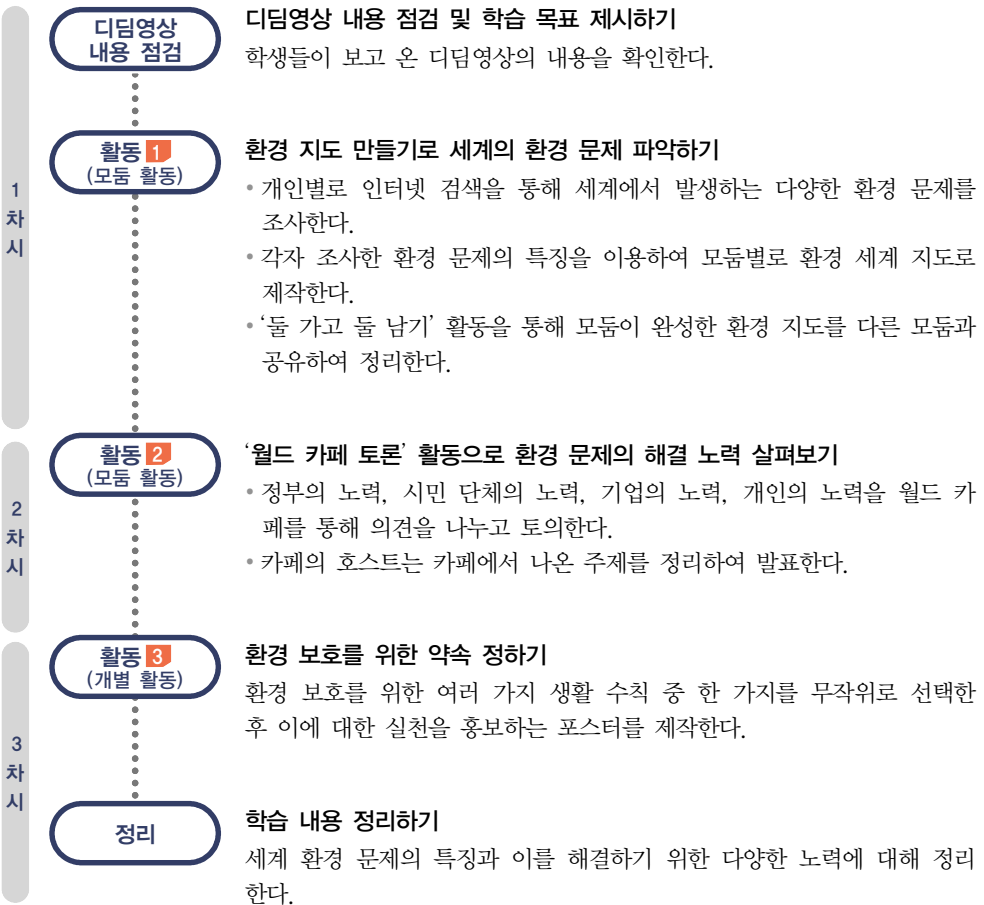 디딤영상
내용 점검
디딤영상 내용 점검 및 학습 목표 제시하기
학생들이 보고 온 디딤영상의 내용을 확인한다.
1
차
시
활동 1
(모둠 활동)
환경 지도 만들기로 세계의 환경 문제 파악하기
• 개인별로 인터넷 검색을 통해 세계에서 발생하는 다양한 환경 문제를
조사한다.
• 각자 조사한 환경 문제의 특징을 이용하여 모둠별로 환경 세계 지도로
제작한다.
• ‘둘 가고 둘 남기’ 활동을 통해 모둠이 완성한 환경 지도를 다른 모둠과
공유하여 정리한다.
2
차
시
활동 2
(모둠 활동)
‘월드 카페 토론’ 활동으로 환경 문제의 해결 노력 살펴보기
• 정부의 노력, 시민 단체의 노력, 기업의 노력, 개인의 노력을 월드 카
페를 통해 의견을 나누고 토의한다.
• 카페의 호스트는 카페에서 나온 주제를 정리하여 발표한다.
3
차
시
활동 3
(개별 활동)
환경 보호를 위한 약속 정하기
환경 보호를 위한 여러 가지 생활 수칙 중 한 가지를 무작위로 선택한
후 이에 대한 실천을 홍보하는 포스터를 제작한다.
정리
학습 내용 정리하기
세계 환경 문제의 특징과 이를 해결하기 위한 다양한 노력에 대해 정리
한다.